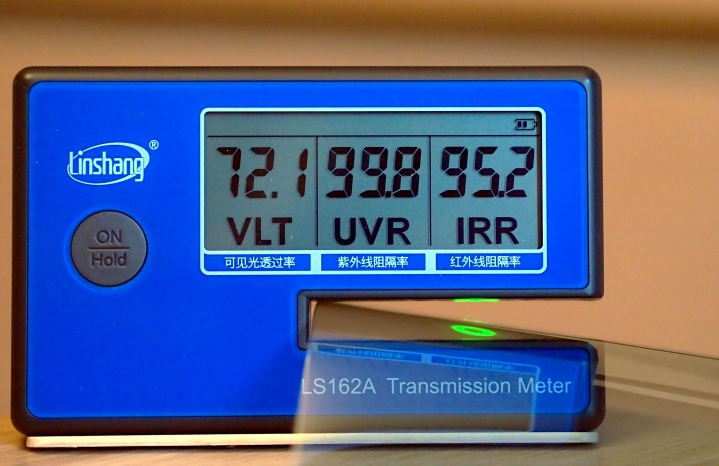 Linshang®
72.1 99.8 95.2
VLT UVR IRR
可见光透过率 紫外线阻隔率 红外线阻隔率
ON
Hold
LS162A Transmission Meter